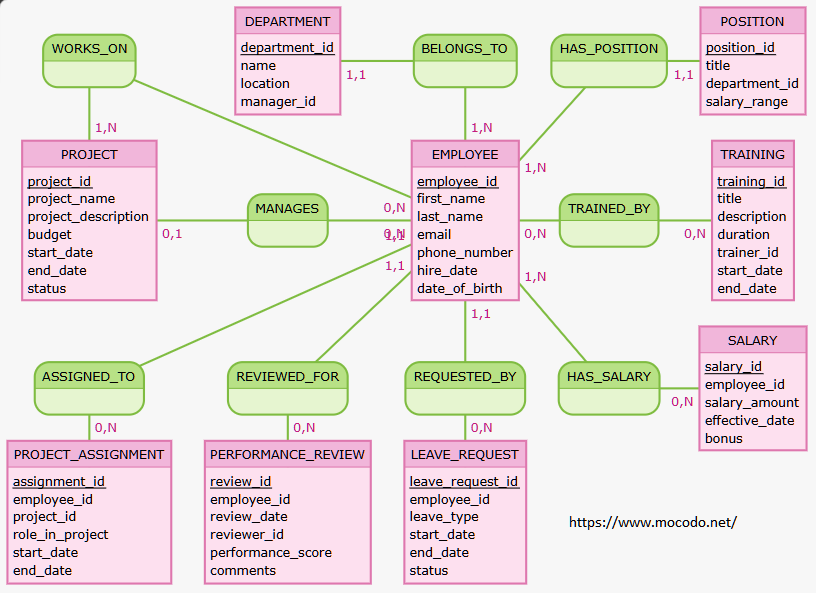 DEPARTMENT
department_id
name
location
manager_id
WORKS_ON
BELONGS_TO
HAS_POSITION
POSITION
position_id
title
department_id
salary_range
1,1
1,1
1,N
1,N
1,N
PROJECT
project_id
project_name
project_description
budget
start_date
end_date
status
EMPLOYEE
employee_id
first_name
last_name
email
phone_number
hire_date
date_of_birth
TRAINING
training_id
title
description
duration
trainer_id
start_date
end_date
MANAGES
TRAINED_BY
0,1
0,N
0,N
1,1
1,1
0,N
0,N
1,N
1,1
ASSIGNED_TO
REVIEWED_FOR
REQUESTED_BY
HAS_SALARY
SALARY
salary_id
employee_id
salary_amount
effective_date
bonus
0,N
0,N
0,N
0,N
PROJECT_ASSIGNMENT
assignment_id
employee_id
project_id
role_in_project
start_date
end_date
PERFORMANCE_REVIEW
review_id
employee_id
review_date
reviewer_id
performance_score
comments
LEAVE_REQUEST
leave_request_id
employee_id
leave_type
start_date
end_date
status
https://www.mocodo.net/